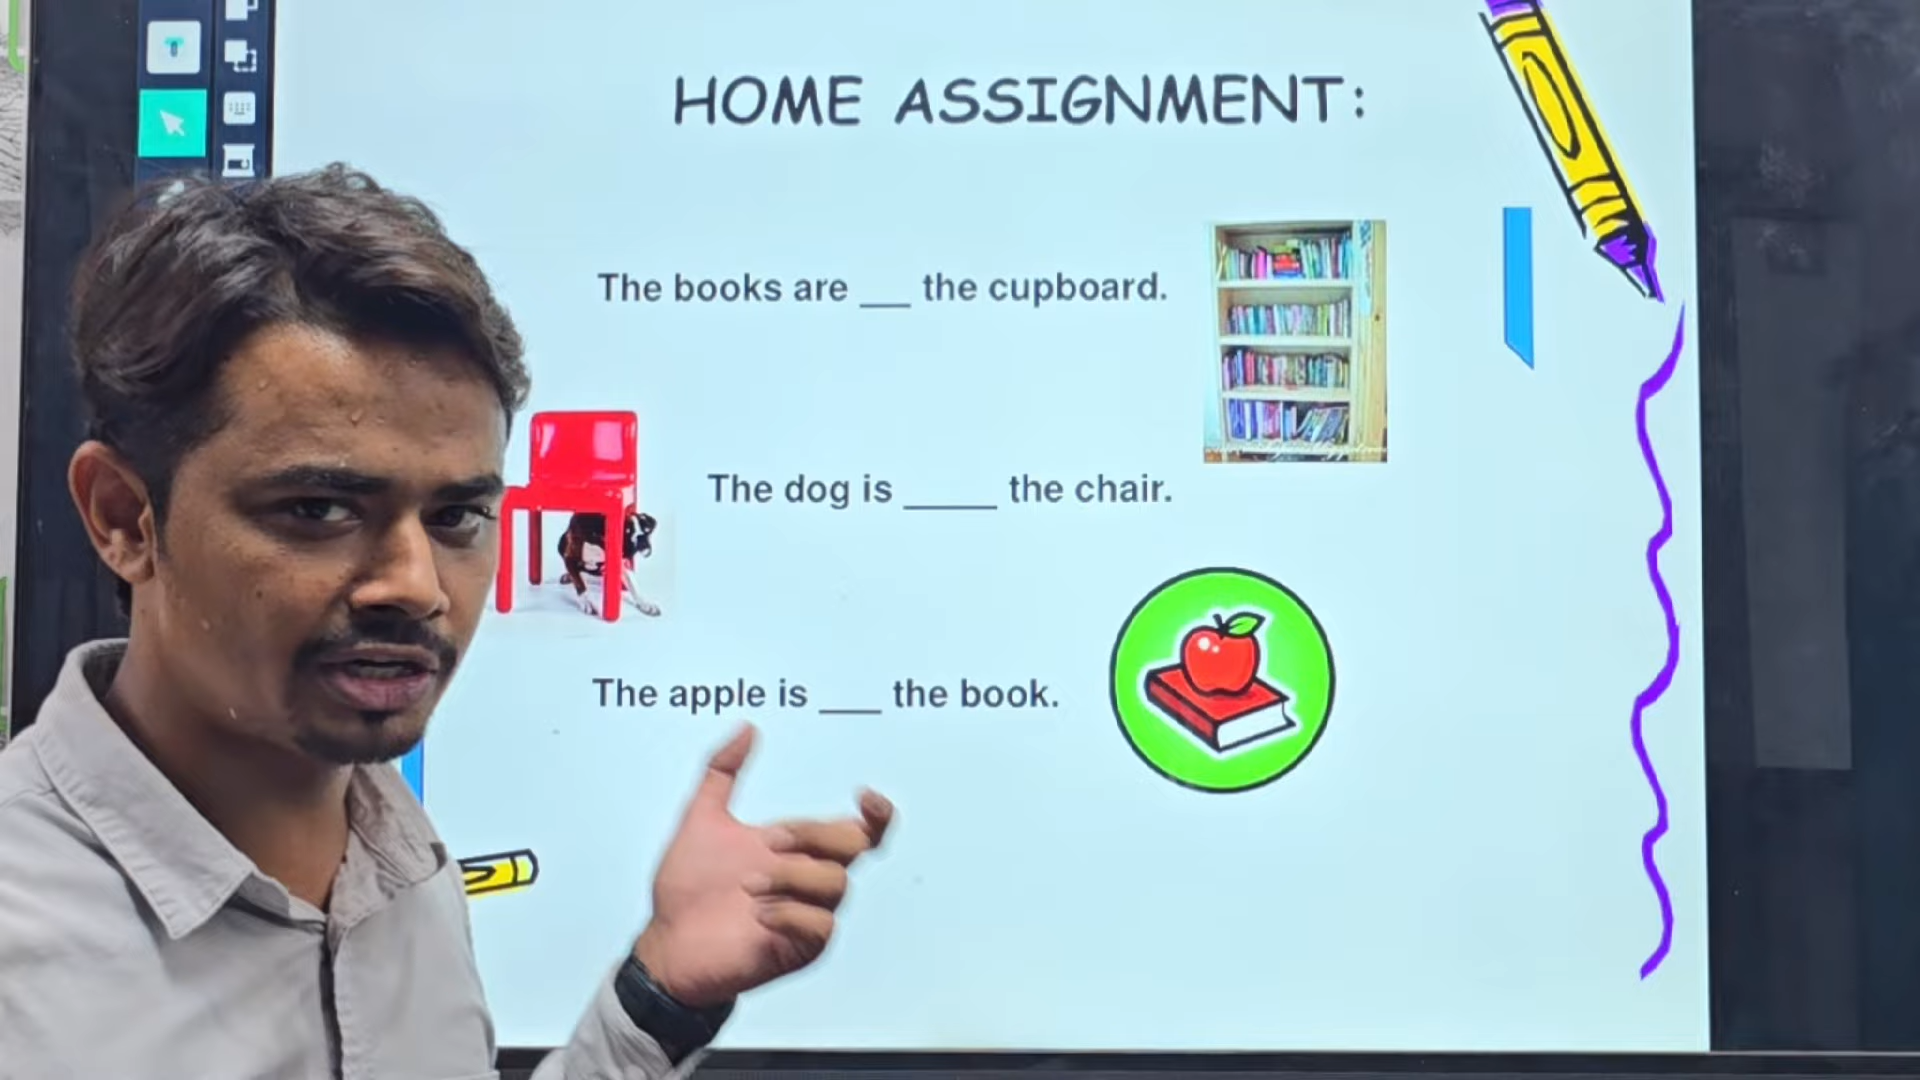 HOME ASSIGNMENT:
The books are __ the cupboard.
The dog is _____ the chair.
The apple is ___ the book.